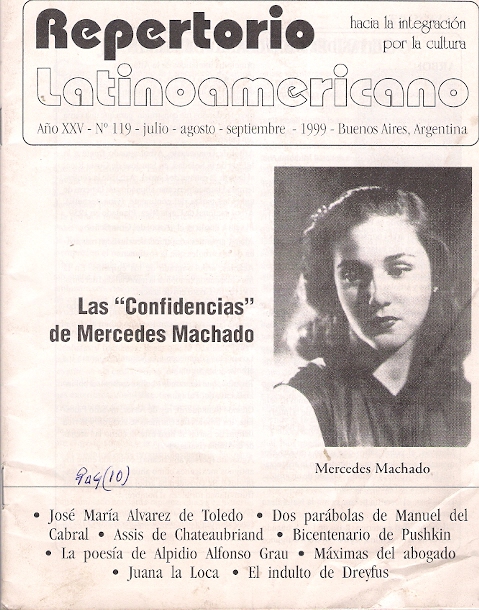 Repertorio
hacia la integración
por la cultura
Latinoamericano
Año XXV - Nº 119 - julio - agosto - septiembre - 1999 - Buenos Aires, Argentina
Las "Confidencias"
de Mercedes Machado
Mercedes Machado
Pag (10)
• José María Alvarez de Toledo • Dos parábolas de Manuel del
Cabral • Assis de Chateaubriand • Bicentenario de Pushkin
• La poesía de Alpidio Alfonso Grau • Máximas del abogado
• Juana la Loca • El indulto de Dreyfus